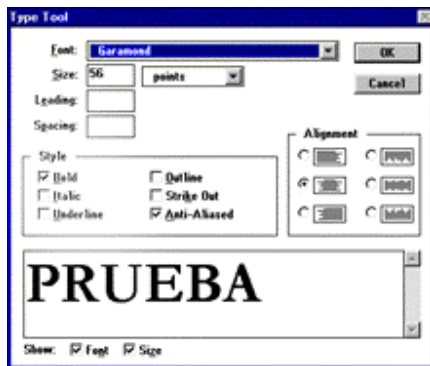 Type Tool
Font: Garamond OK
Size: 56 points Cancel
Leading:
Spacing:
Alignment
Style
Bold Outline
Italic Strike Out
Underline Anti-Aliased
PRUEBA
Show: Font Size